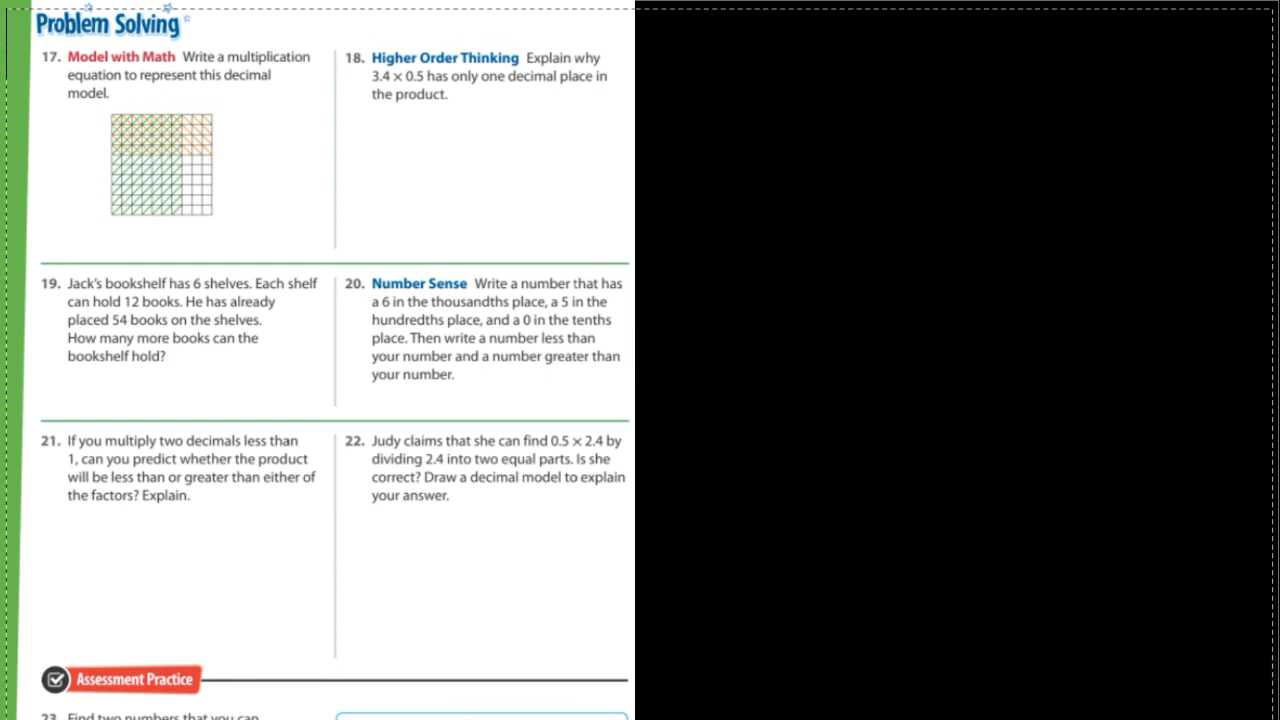 Problem Solving
17. Model with Math Write a multiplication
equation to represent this decimal
model.
18. Higher Order Thinking Explain why
3.4 × 0.5 has only one decimal place in
the product.
19. Jack's bookshelf has 6 shelves. Each shelf
can hold 12 books. He has already
placed 54 books on the shelves.
How many more books can the
bookshelf hold?
20. Number Sense Write a number that has
a 6 in the thousandths place, a 5 in the
hundredths place, and a 0 in the tenths
place. Then write a number less than
your number and a number greater than
your number.
21. If you multiply two decimals less than
1, can you predict whether the product
will be less than or greater than either of
the factors? Explain.
22. Judy claims that she can find 0.5 × 2.4 by
dividing 2.4 into two equal parts. Is she
correct? Draw a decimal model to explain
your answer.
Assessment Practice
23. Find two numbers that you can